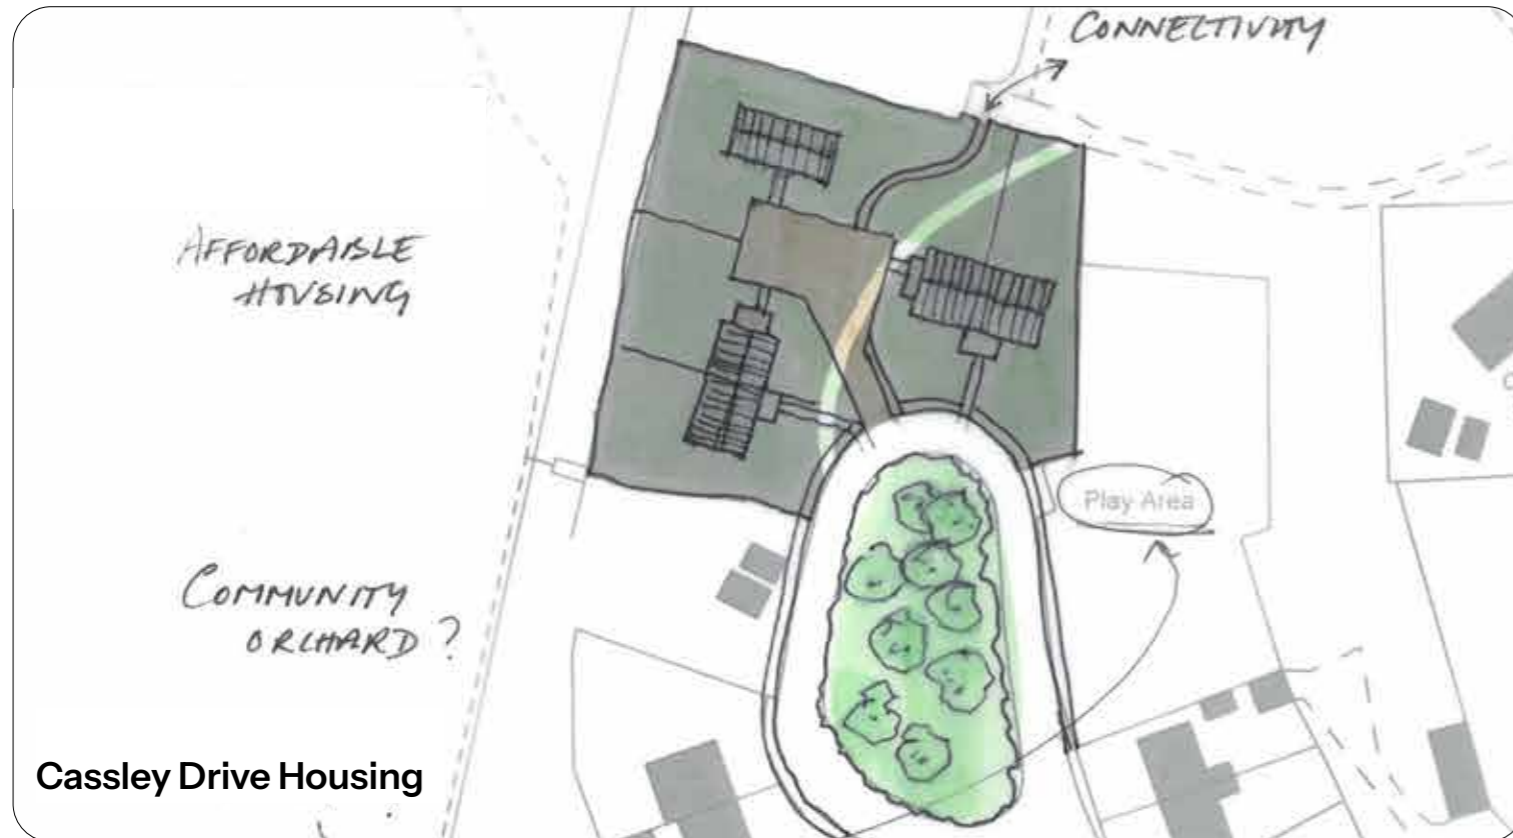 CONNECTIVITY
AFFORDABLE
HOUSING
Play Area
COMMUNITY
ORCHARD?
Cassley Drive Housing